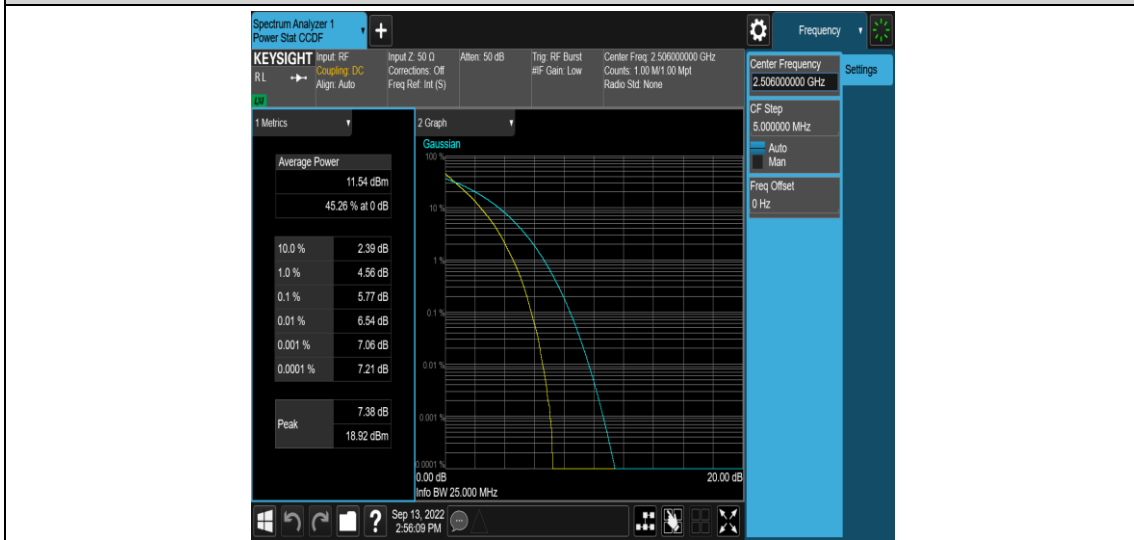 Spectrum Analyzer 1
Power Stat CCDF
+
Frequency
KEYSIGHT
RL
LXI
Input: RF
Coupling: DC
Align: Auto
Input Z: 50 Ω
Corrections: Off
Freq Ref: Int (S)
Atten: 50 dB
Trig: RF Burst
#IF Gain: Low
Center Freq: 2.506000000 GHz
Counts: 1.00 M/1.00 Mpt
Radio Std: None
Center Frequency
2.506000000 GHz
Settings
CF Step
5.000000 MHz
Auto
Man
Freq Offset
0 Hz
1 Metrics
Average Power
11.54 dBm
45.26 % at 0 dB
10.0 % 2.39 dB
1.0 % 4.56 dB
0.1 % 5.77 dB
0.01 % 6.54 dB
0.001 % 7.06 dB
0.0001 % 7.21 dB
Peak
7.38 dB
18.92 dBm
2 Graph
Gaussian
100 %
10 %
1 %
0.1 %
0.01 %
0.001 %
0.0001 %
0.00 dB 20.00 dB
Info BW 25.000 MHz
?
Sep 13, 2022
2:56:09 PM